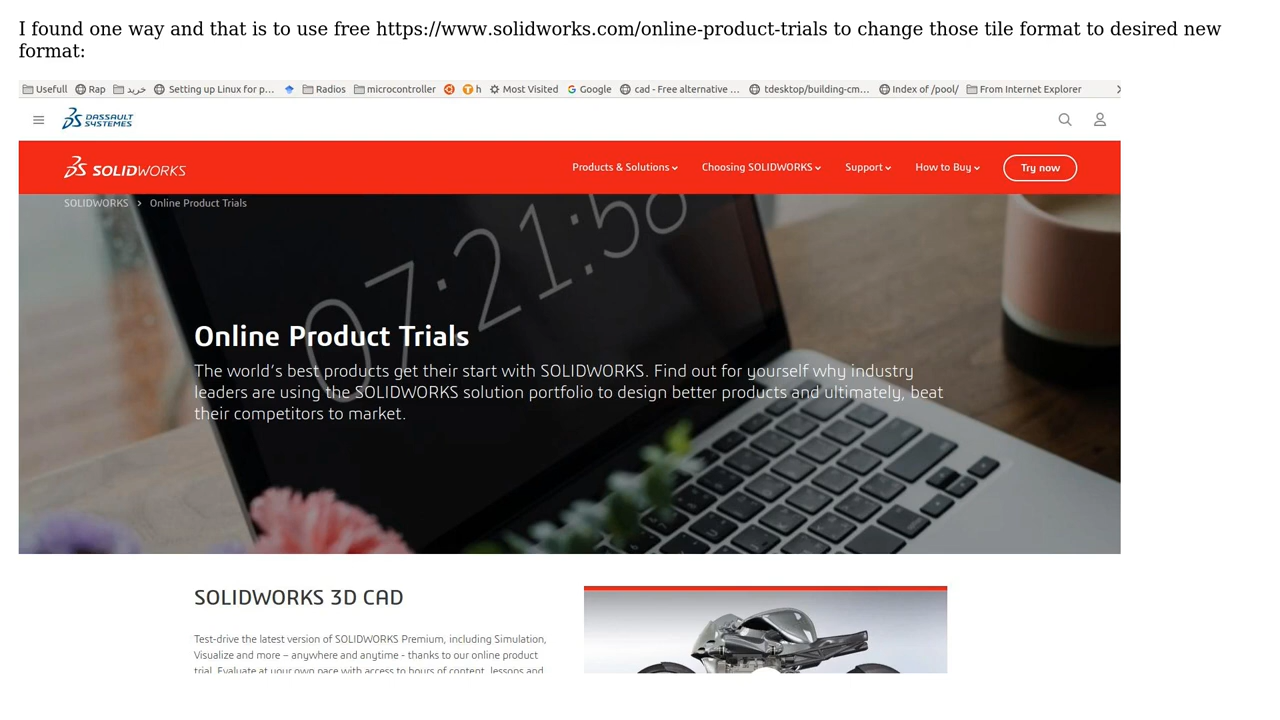 I found one way and that is to use free https://www.solidworks.com/online-product-trials to change those tile format to desired new
format:
Usefull Rap خرید Setting up Linux for p... Radios microcontroller h Most Visited Google cad - Free alternative ... tdesktop/building-cm... Index of /pool/ From Internet Explorer
DASSAULT
SYSTEMES
SOLIDWORKS Products & Solutions Choosing SOLIDWORKS Support How to Buy Try now
SOLIDWORKS > Online Product Trials
07:21:58
Online Product Trials
The world's best products get their start with SOLIDWORKS. Find out for yourself why industry
leaders are using the SOLIDWORKS solution portfolio to design better products and ultimately, beat
their competitors to market.
SOLIDWORKS 3D CAD
Test-drive the latest version of SOLIDWORKS Premium, including Simulation,
Visualize and more – anywhere and anytime - thanks to our online product
trial. Evaluate at your own pace with access to hours of content, lessons and